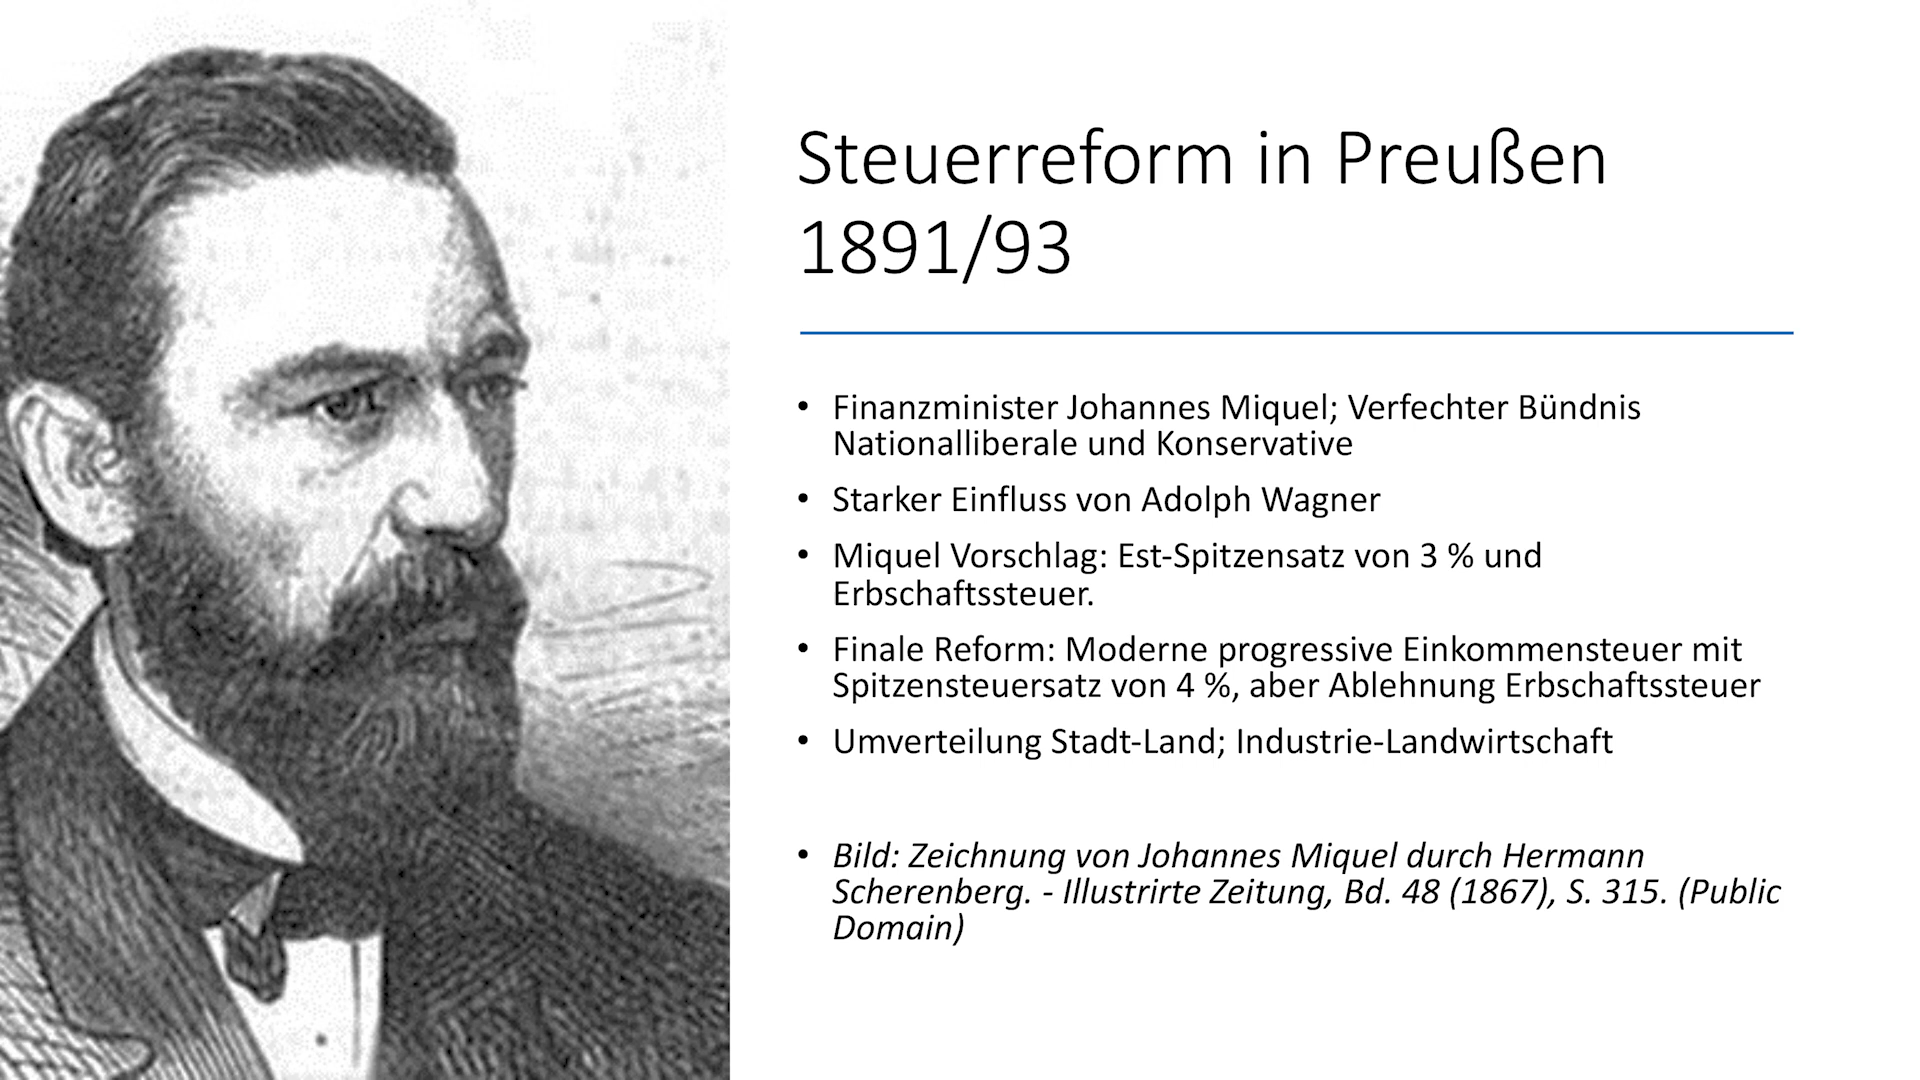 Steuerreform in Preußen
1891/93
• Finanzminister Johannes Miquel; Verfechter Bündnis
Nationalliberale und Konservative
• Starker Einfluss von Adolph Wagner
• Miquel Vorschlag: Est-Spitzensatz von 3 % und
Erbschaftssteuer.
• Finale Reform: Moderne progressive Einkommensteuer mit
Spitzensteuersatz von 4 %, aber Ablehnung Erbschaftssteuer
• Umverteilung Stadt-Land; Industrie-Landwirtschaft
• Bild: Zeichnung von Johannes Miquel durch Hermann
Scherenberg. - Illustrirte Zeitung, Bd. 48 (1867), S. 315. (Public
Domain)